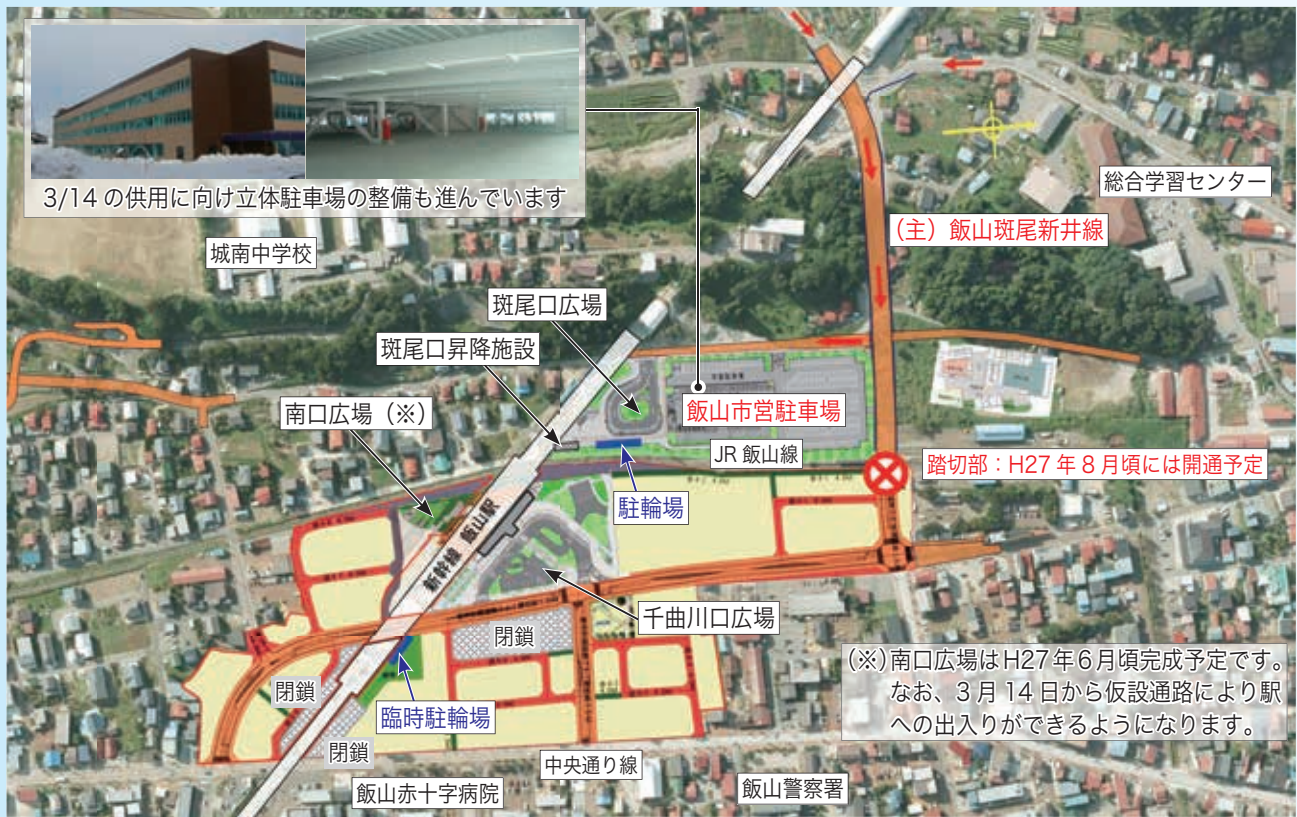 3/14 の供用に向け立体駐車場の整備も進んでいます
総合学習センター
(主)飯山斑尾新井線
城南中学校
斑尾口広場
斑尾口昇降施設
南口広場(※)
飯山市営駐車場
JR 飯山線
踏切部:H27 年 8 月頃には開通予定
駐輪場
新幹線 飯山駅
千曲川口広場
閉鎖
閉鎖
臨時駐輪場
閉鎖
(※)南口広場はH27年6月頃完成予定です。
なお、3月14日から仮設通路により駅
への出入りができるようになります。
中央通り線
飯山赤十字病院
飯山警察署